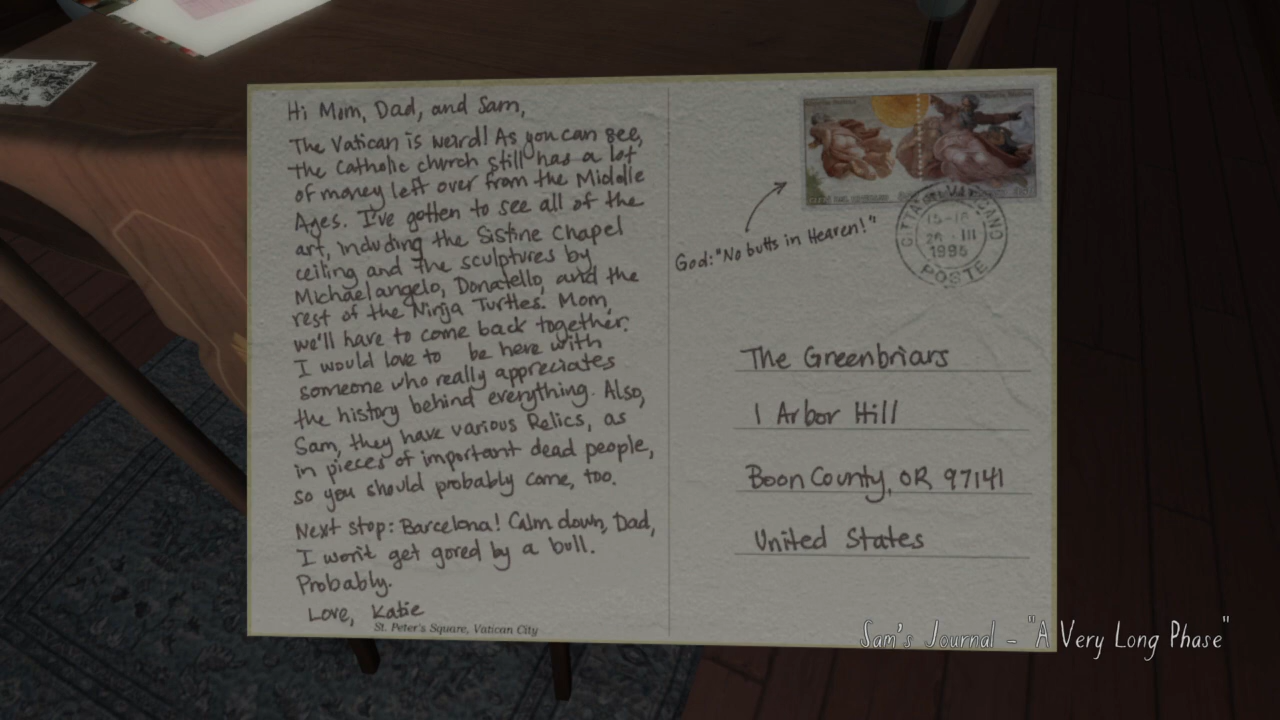 Hi Mom, Dad, and Sam,
The Vatican is weird! As you can see,
the Catholic church still has a lot
of money left over from the Middle
Ages. I've gotten to see all of the
art, including the Sistine Chapel
ceiling and the sculptures by
Michaelangelo, Donatello, and the
rest of the Ninja Turtles. Mom,
we'll have to come back together.
I would love to be here with
someone who really appreciates
the history behind everything. Also,
Sam, they have various Relics, as
in pieces of important dead people,
so you should probably come, too.
Next stop: Barcelona! Calm down, Dad,
I won't get gored by a bull.
Probably.
Love, Katie
St. Peter's Square, Vatican City
God: "No butts in Heaven!"
CITTA DEL VATICANO
15-18
26 III
1995
POSTE
The Greenbriars
1 Arbor Hill
Boon County, OR 97141
United States
Sam's Journal - "A Very Long Phase"